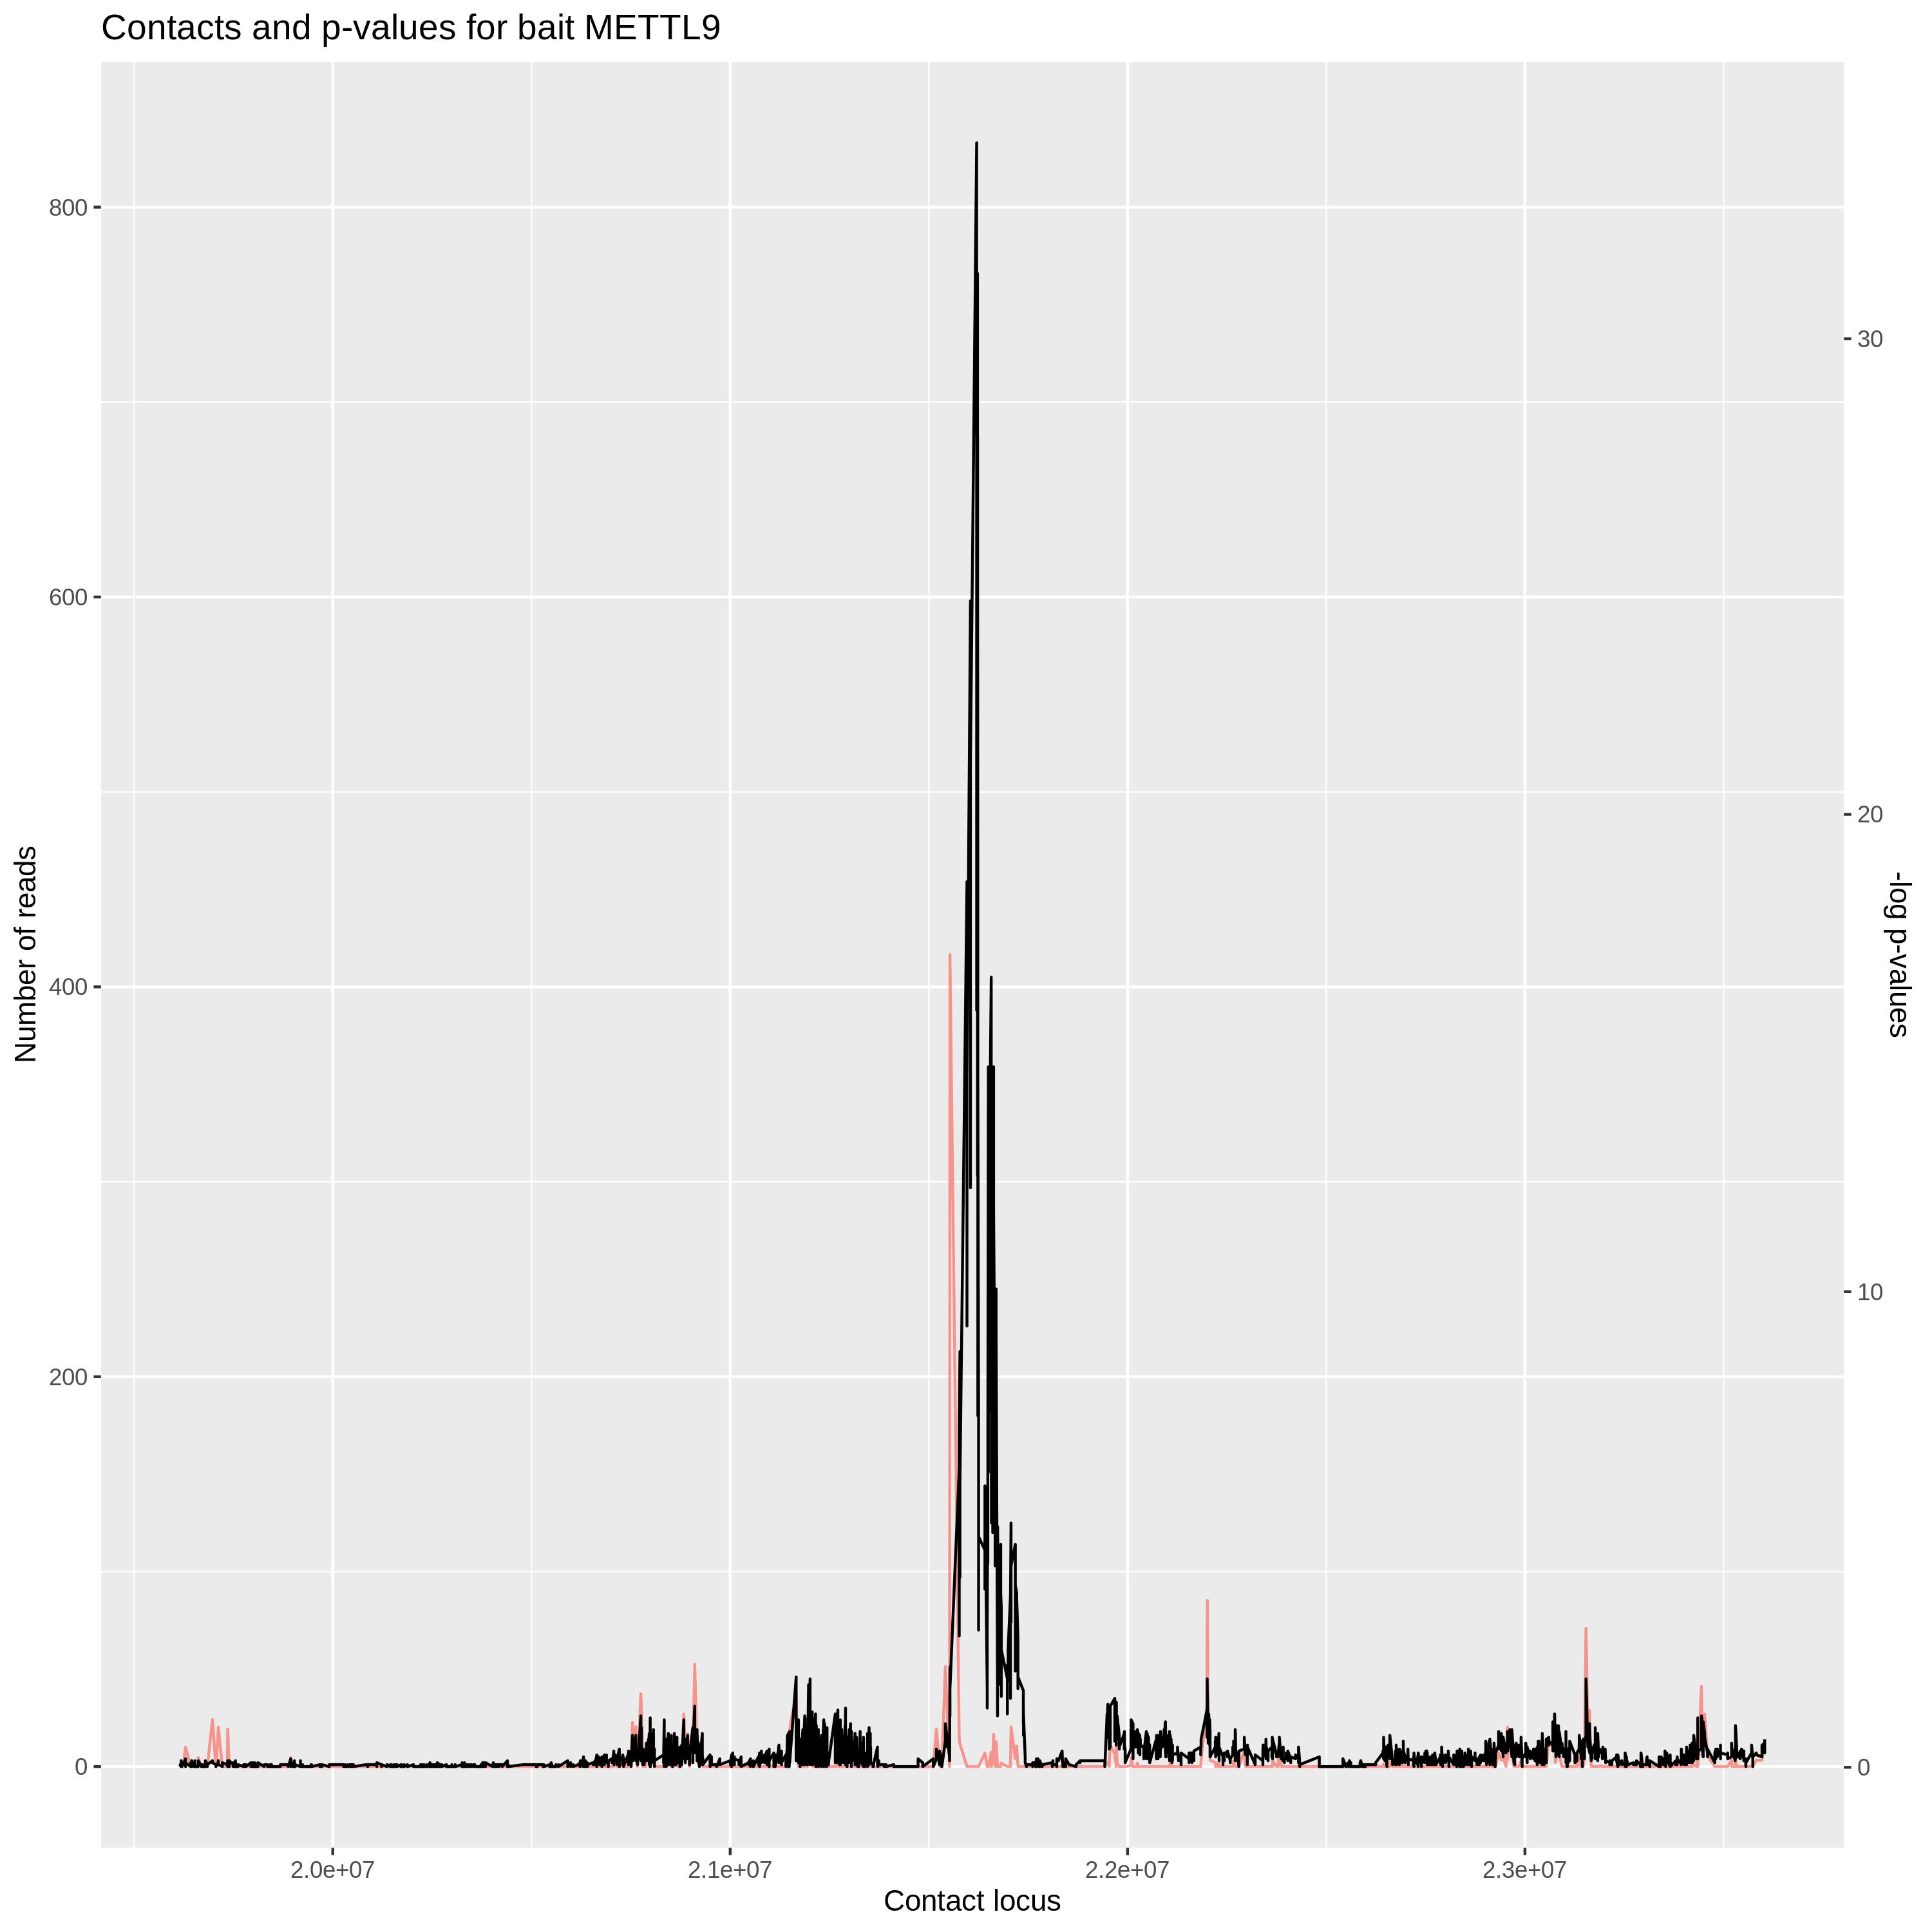 Contacts and p-values for bait METTL9
Number of reads
800
600
400
200
0
30
20
10
0
-log p-values
2.0e+07
2.1e+07
2.2e+07
2.3e+07
Contact locus